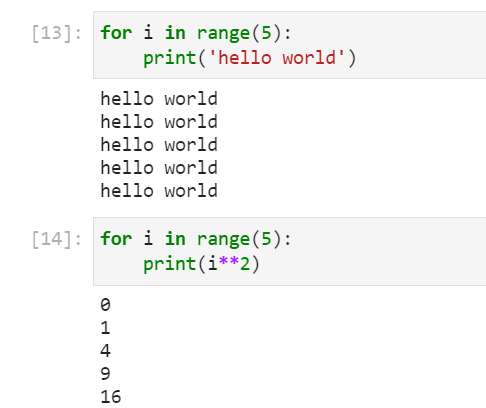 [13]: for i in range(5):
    print('hello world')
hello world
hello world
hello world
hello world
hello world
[14]: for i in range(5):
    print(i**2)
0
1
4
9
16